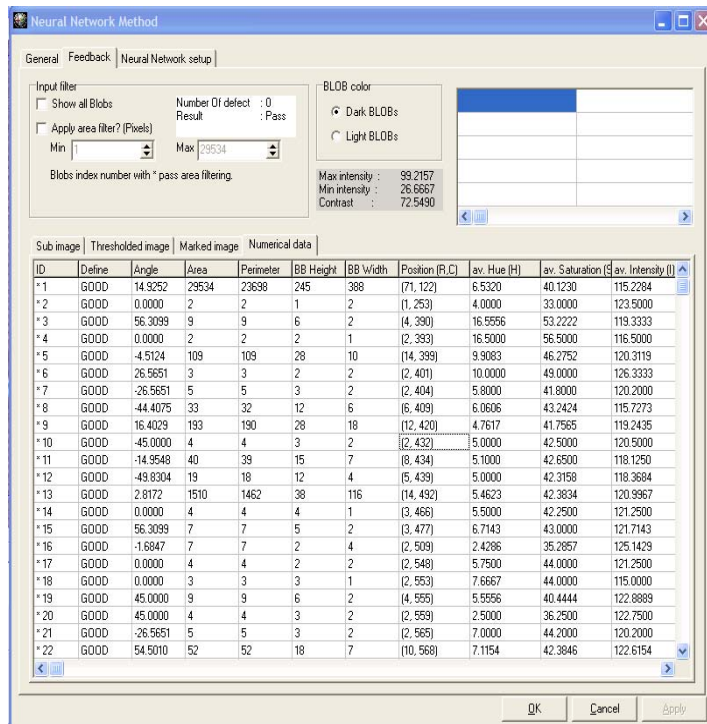 Neural Network Method
General Feedback Neural Network setup
Input filter
Show all Blobs
Number Of defect : 0
Result : Pass
Apply area filter? (Pixels)
Min 1 Max 29534
Blobs index number with * pass area filtering.
BLOB color
Dark BLOBs
Light BLOBs
Max intensity : 99.2157
Min intensity : 26.6667
Contrast : 72.5490
Sub image Thresholded image Marked image Numerical data
ID Define Angle Area Perimeter BB Height BB Width Position (R,C) av. Hue (H) av. Saturation (S av. Intensity (I)
* 1 GOOD 14.9252 29534 23698 245 388 (71, 122) 6.5320 40.1230 115.2284
* 2 GOOD 0.0000 2 2 1 2 (1, 253) 4.0000 33.0000 123.5000
* 3 GOOD 56.3099 9 9 6 2 (4, 390) 16.5556 53.2222 119.3333
* 4 GOOD 0.0000 2 2 2 1 (2, 393) 16.5000 56.5000 116.5000
* 5 GOOD -4.5124 109 109 28 10 (14, 399) 9.9083 46.2752 120.3119
* 6 GOOD 26.5651 3 3 2 2 (2, 401) 10.0000 49.0000 126.3333
* 7 GOOD -26.5651 5 5 3 2 (2, 404) 5.8000 41.8000 120.2000
* 8 GOOD -44.4075 33 32 12 6 (6, 409) 6.0606 43.2424 115.7273
* 9 GOOD 16.4029 193 190 28 18 (12, 420) 4.7617 41.7565 119.2435
* 10 GOOD -45.0000 4 4 3 2 (2, 432) 5.0000 42.5000 120.5000
* 11 GOOD -14.9548 40 39 15 7 (8, 434) 5.1000 42.6500 118.1250
* 12 GOOD -49.8304 19 18 12 4 (5, 439) 5.0000 42.3158 118.3684
* 13 GOOD 2.8172 1510 1462 38 116 (14, 492) 5.4623 42.3834 120.9967
* 14 GOOD 0.0000 4 4 4 1 (3, 466) 5.5000 42.2500 121.2500
* 15 GOOD 56.3099 7 7 5 2 (3, 477) 6.7143 43.0000 121.7143
* 16 GOOD -1.6847 7 7 2 4 (2, 509) 2.4286 35.2857 125.1429
* 17 GOOD 0.0000 4 4 2 2 (2, 548) 5.7500 44.0000 121.2500
* 18 GOOD 0.0000 3 3 3 1 (2, 553) 7.6667 44.0000 115.0000
* 19 GOOD 45.0000 9 9 6 2 (4, 555) 5.5556 40.4444 122.8889
* 20 GOOD 45.0000 4 4 3 2 (2, 559) 2.5000 36.2500 122.7500
* 21 GOOD -26.5651 5 5 3 2 (2, 565) 7.0000 44.2000 120.2000
* 22 GOOD 54.5010 52 52 18 7 (10, 568) 7.1154 42.3846 122.6154
OK Cancel Apply